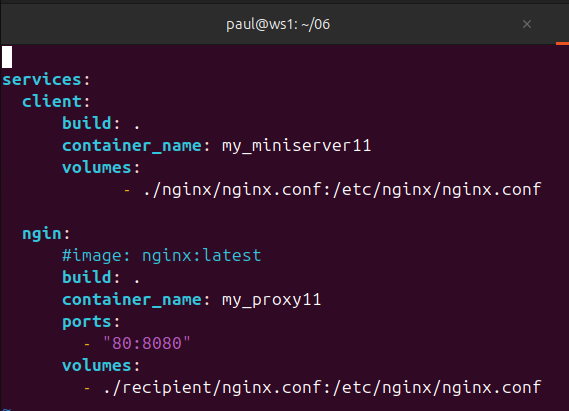 paul@ws1: ~/06
×
services:
  client:
      build: .
      container_name: my_miniserver11
      volumes:
            - ./nginx/nginx.conf:/etc/nginx/nginx.conf

  ngin:
      #image: nginx:latest
      build: .
      container_name: my_proxy11
      ports:
        - "80:8080"
      volumes:
        - ./recipient/nginx.conf:/etc/nginx/nginx.conf
~